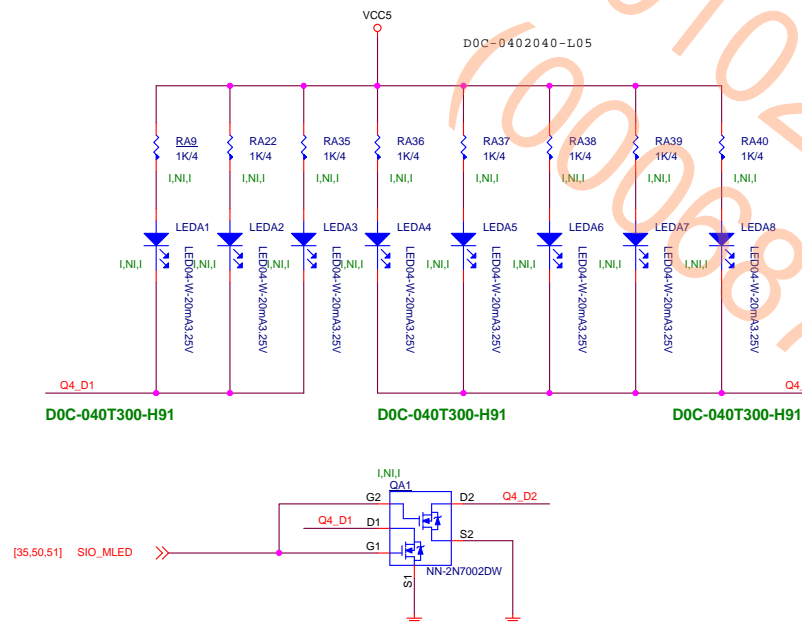 VCC5
D0C-0402040-L05
RA9
1K/4
I,NI,I
RA22
1K/4
I,NI,I
RA35
1K/4
I,NI,I
RA36
1K/4
I,NI,I
RA37
1K/4
I,NI,I
RA38
1K/4
I,NI,I
RA39
1K/4
I,NI,I
RA40
1K/4
I,NI,I
LEDA1
I,NI,I
LED04-W-20mA3.25V
LEDA2
I,NI,I
LED04-W-20mA3.25V
LEDA3
I,NI,I
LED04-W-20mA3.25V
LEDA4
I,NI,I
LED04-W-20mA3.25V
LEDA5
I,NI,I
LED04-W-20mA3.25V
LEDA6
I,NI,I
LED04-W-20mA3.25V
LEDA7
I,NI,I
LED04-W-20mA3.25V
LEDA8
I,NI,I
LED04-W-20mA3.25V
Q4_D1
Q4_
D0C-040T300-H91
D0C-040T300-H91
D0C-040T300-H91
I,NI,I
QA1
G2
D2
Q4_D2
Q4_D1
D1
S2
G1
[35,50,51] SIO_MLED
S1
NN-2N7002DW